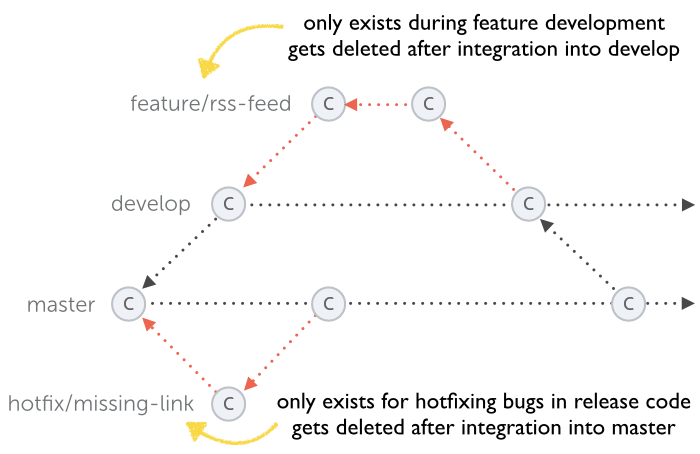 only exists during feature development
gets deleted after integration into develop
feature/rss-feed C C
develop C C
master C C C
hotfix/missing-link C
only exists for hotfixing bugs in release code
gets deleted after integration into master